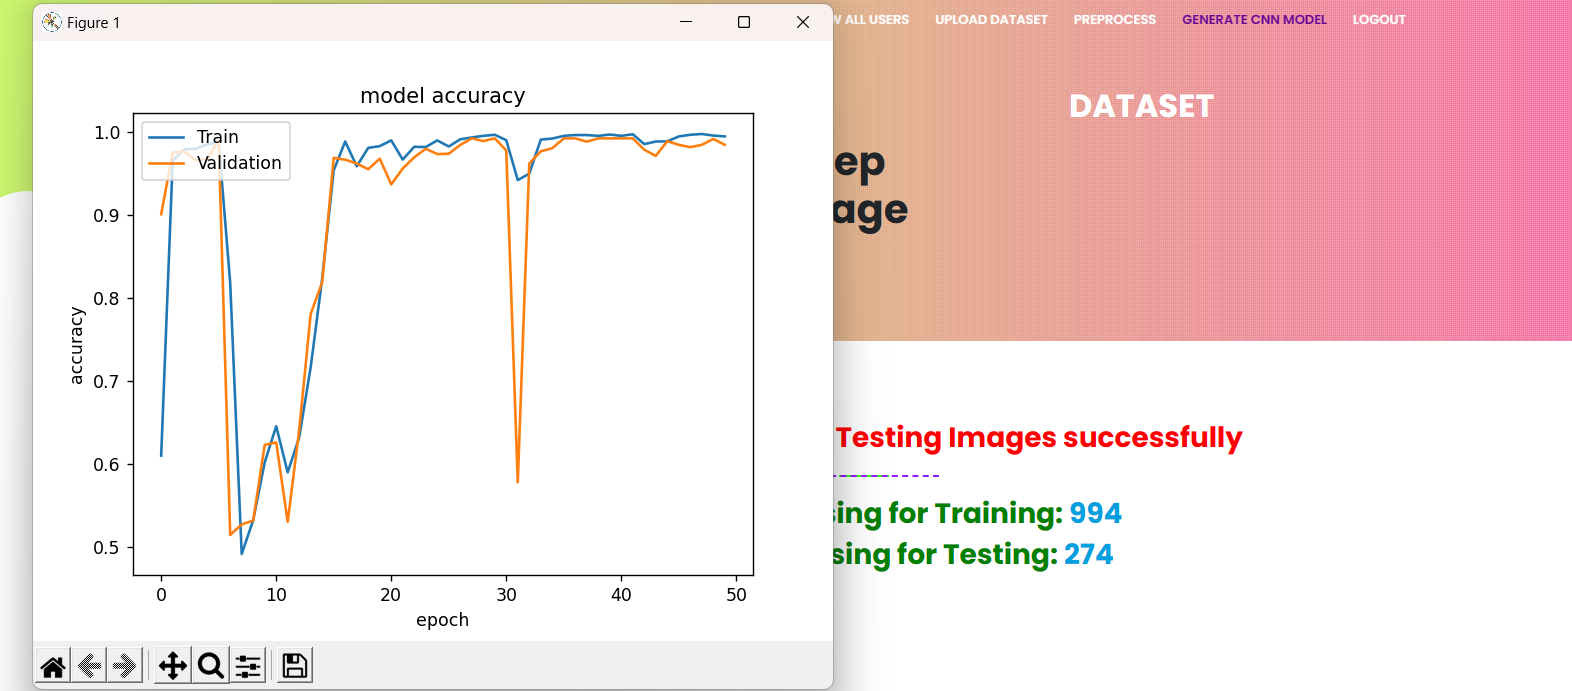 Figure 1
ALL USERS UPLOAD DATASET PREPROCESS GENERATE CNN MODEL LOGOUT
DATASET
model accuracy
Train
Validation
1.0
0.9
0.8
0.7
0.6
0.5
accuracy
0 10 20 30 40 50
epoch
ep
age
Testing Images successfully
sing for Training: 994
sing for Testing: 274